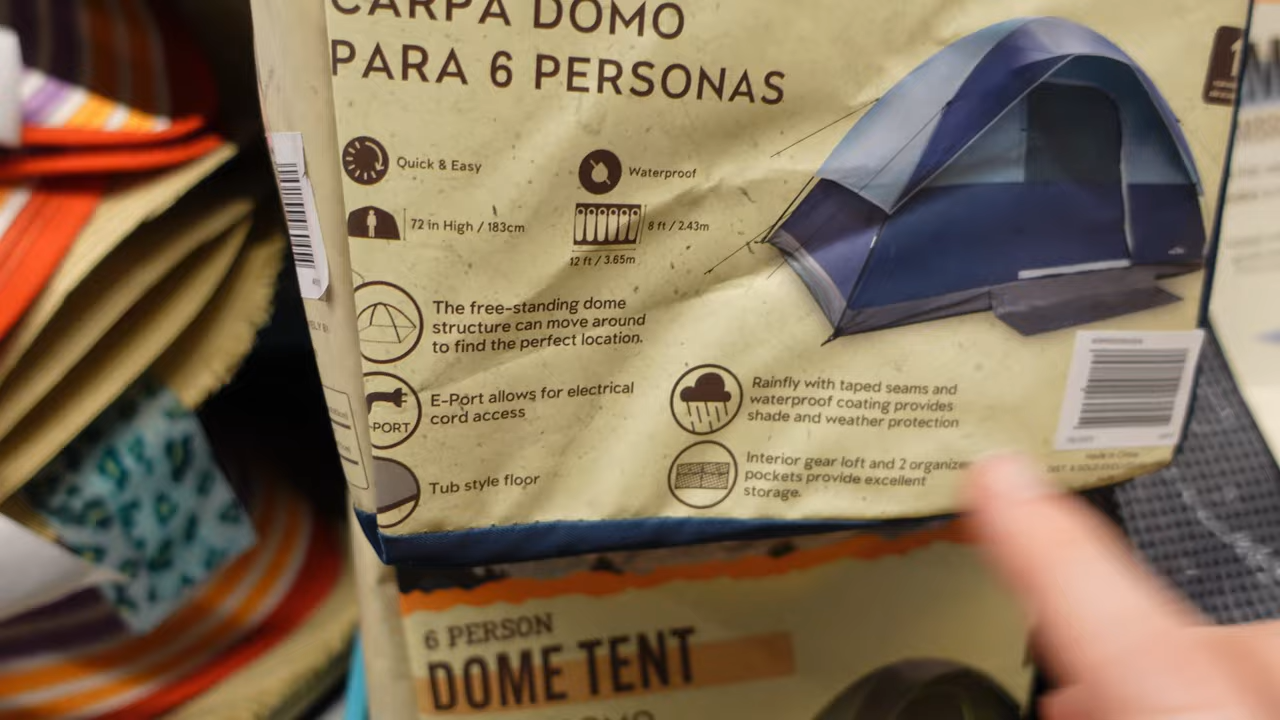 CARPA DOMO
PARA 6 PERSONAS
Quick & Easy
Waterproof
72 in High / 183cm
8 ft / 2.43m
12 ft / 3.65m
The free-standing dome
structure can move around
to find the perfect location.
E-Port allows for electrical
cord access
PORT
Tub style floor
Rainfly with taped seams and
waterproof coating provides
shade and weather protection
Interior gear loft and 2 organize
pockets provide excellent
storage.
Made in China
6 PERSON
DOME TENT